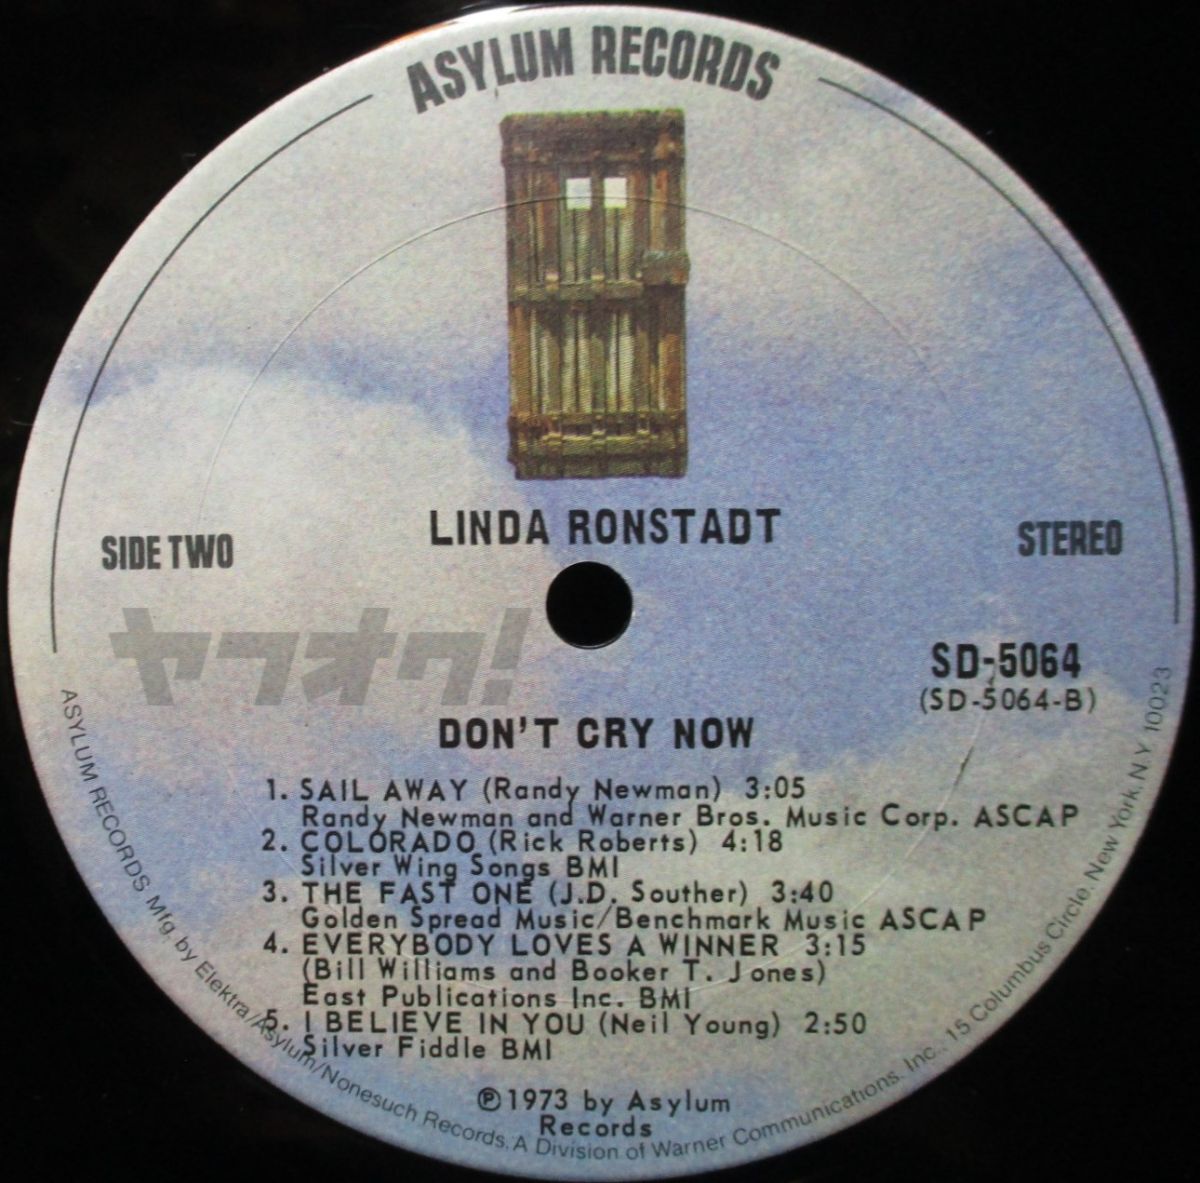 ASYLUM RECORDS
LINDA RONSTADT
SIDE TWO
STEREO
ヤフオク!
SD-5064
(SD-5064-B)
DON'T CRY NOW
1. SAIL AWAY (Randy Newman) 3:05
Randy Newman and Warner Bros. Music Corp. ASCAP
2. COLORADO (Rick Roberts) 4:18
Silver Wing Songs BMI
3. THE FAST ONE (J.D. Souther) 3:40
Golden Spread Music/Benchmark Music ASCAP
4. EVERYBODY LOVES A WINNER 3:15
(Bill Williams and Booker T. Jones)
East Publications Inc. BMI
5. I BELIEVE IN YOU (Neil Young) 2:50
Silver Fiddle BMI
℗1973 by Asylum
Records
ASYLUM RECORDS Mfg. by Elektra/Asylum/Nonesuch Records, A Division of Warner Communications, Inc., 15 Columbus Circle, New York, N.Y. 10023